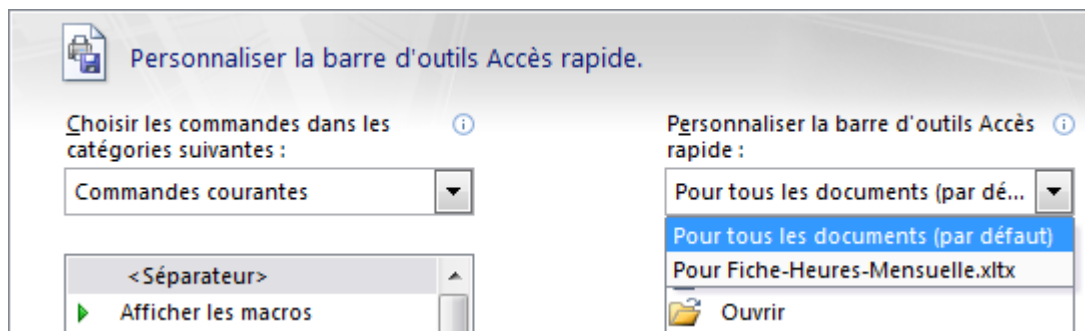 Personnaliser la barre d'outils Accès rapide.
Choisir les commandes dans les
catégories suivantes :
Commandes courantes
<Séparateur>
Afficher les macros
Personnaliser la barre d'outils Accès
rapide :
Pour tous les documents (par dé...
Pour tous les documents (par défaut)
Pour Fiche-Heures-Mensuelle.xltx
Ouvrir